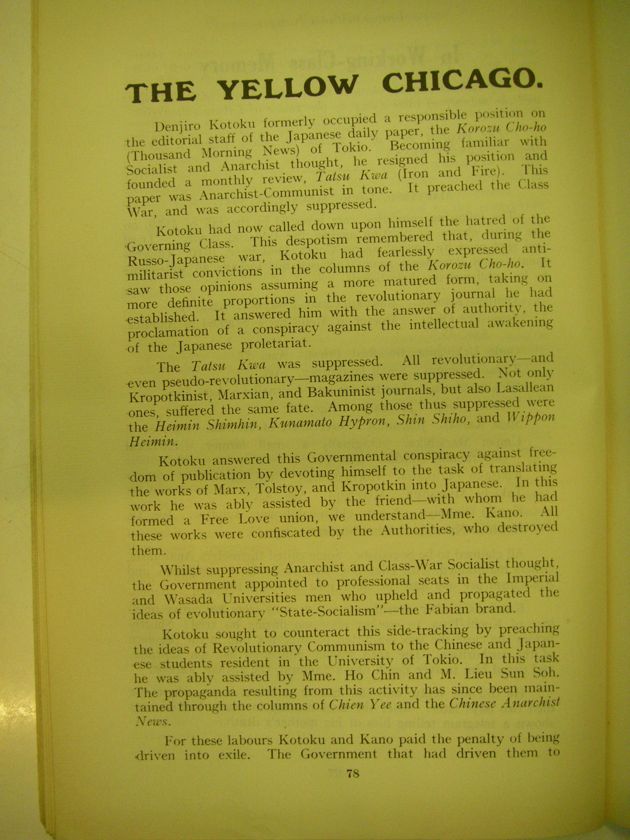 THE YELLOW CHICAGO.
Denjiro Kotoku formerly occupied a responsible position on
the editorial staff of the Japanese daily paper, the Korozu Cho-ho
(Thousand Morning News) of Tokio. Becoming familiar with
Socialist and Anarchist thought, he resigned his position and
founded a monthly review, Tatsu Kwa (Iron and Fire). This
paper was Anarchist-Communist in tone. It preached the Class
War, and was accordingly suppressed.
Kotoku had now called down upon himself the hatred of the
Governing Class. This despotism remembered that, during the
Russo-Japanese war, Kotoku had fearlessly expressed anti-
militarist convictions in the columns of the Korozu Cho-ho. It
saw those opinions assuming a more matured form, taking on
more definite proportions in the revolutionary journal he had
established. It answered him with the answer of authority, the
proclamation of a conspiracy against the intellectual awakening
of the Japanese proletariat.
The Tatsu Kwa was suppressed. All revolutionary—and
even pseudo-revolutionary—magazines were suppressed. Not only
Kropotkinist, Marxian, and Bakuninist journals, but also Lasallean
ones, suffered the same fate. Among those thus suppressed were
the Heimin Shimhin, Kunamato Hypron, Shin Shiho, and Wippon
Heimin.
Kotoku answered this Governmental conspiracy against free-
dom of publication by devoting himself to the task of translating
the works of Marx, Tolstoy, and Kropotkin into Japanese. In this
work he was ably assisted by the friend—with whom he had
formed a Free Love union, we understand—Mme. Kano. All
these works were confiscated by the Authorities, who destroyed
them.
Whilst suppressing Anarchist and Class-War Socialist thought,
the Government appointed to professional seats in the Imperial
and Wasada Universities men who upheld and propagated the
ideas of evolutionary "State-Socialism"—the Fabian brand.
Kotoku sought to counteract this side-tracking by preaching
the ideas of Revolutionary Communism to the Chinese and Japan-
ese students resident in the University of Tokio. In this task
he was ably assisted by Mme. Ho Chin and M. Lieu Sun Soh.
The propaganda resulting from this activity has since been main-
tained through the columns of Chien Yee and the Chinese Anarchist
News.
For these labours Kotoku and Kano paid the penalty of being
driven into exile. The Government that had driven them to
78